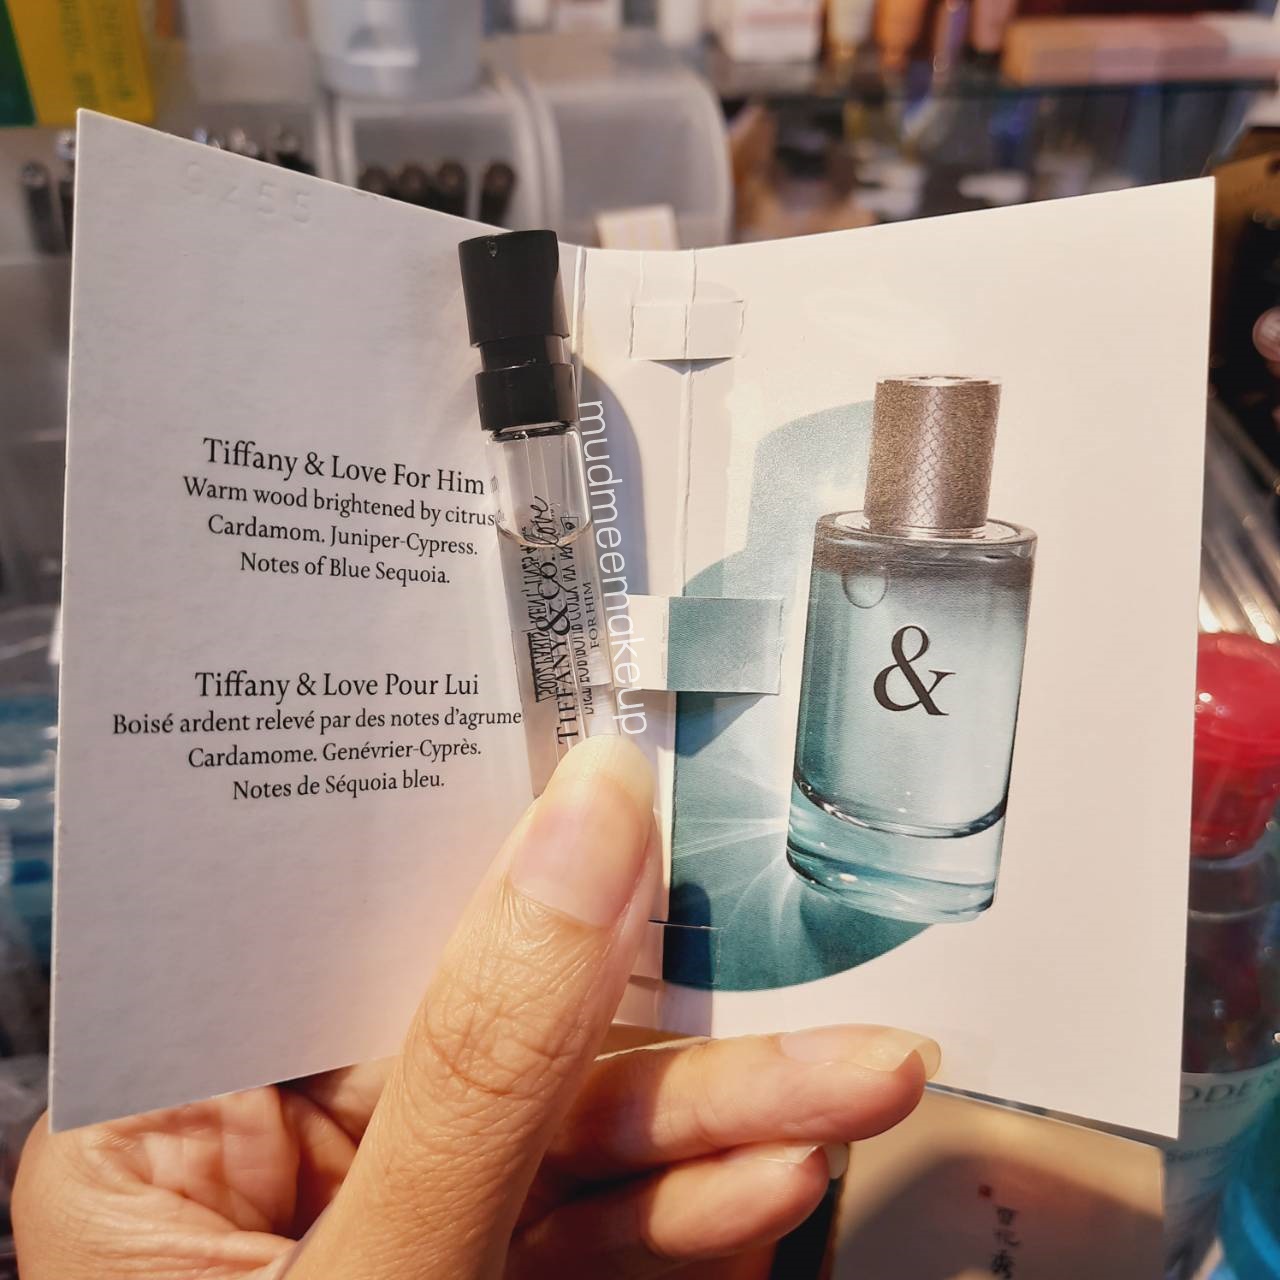 9255
Tiffany & Love For Him
Warm wood brightened by citrus
Cardamom. Juniper-Cypress.
Notes of Blue Sequoia.
Tiffany & Love Pour Lui
Boisé ardent relevé par des notes d'agrume
Cardamome. Genévrier-Cyprès.
Notes de Séquoia bleu.
TIFFANY & CO. love
FOR HIM
mudmeemakeup
&